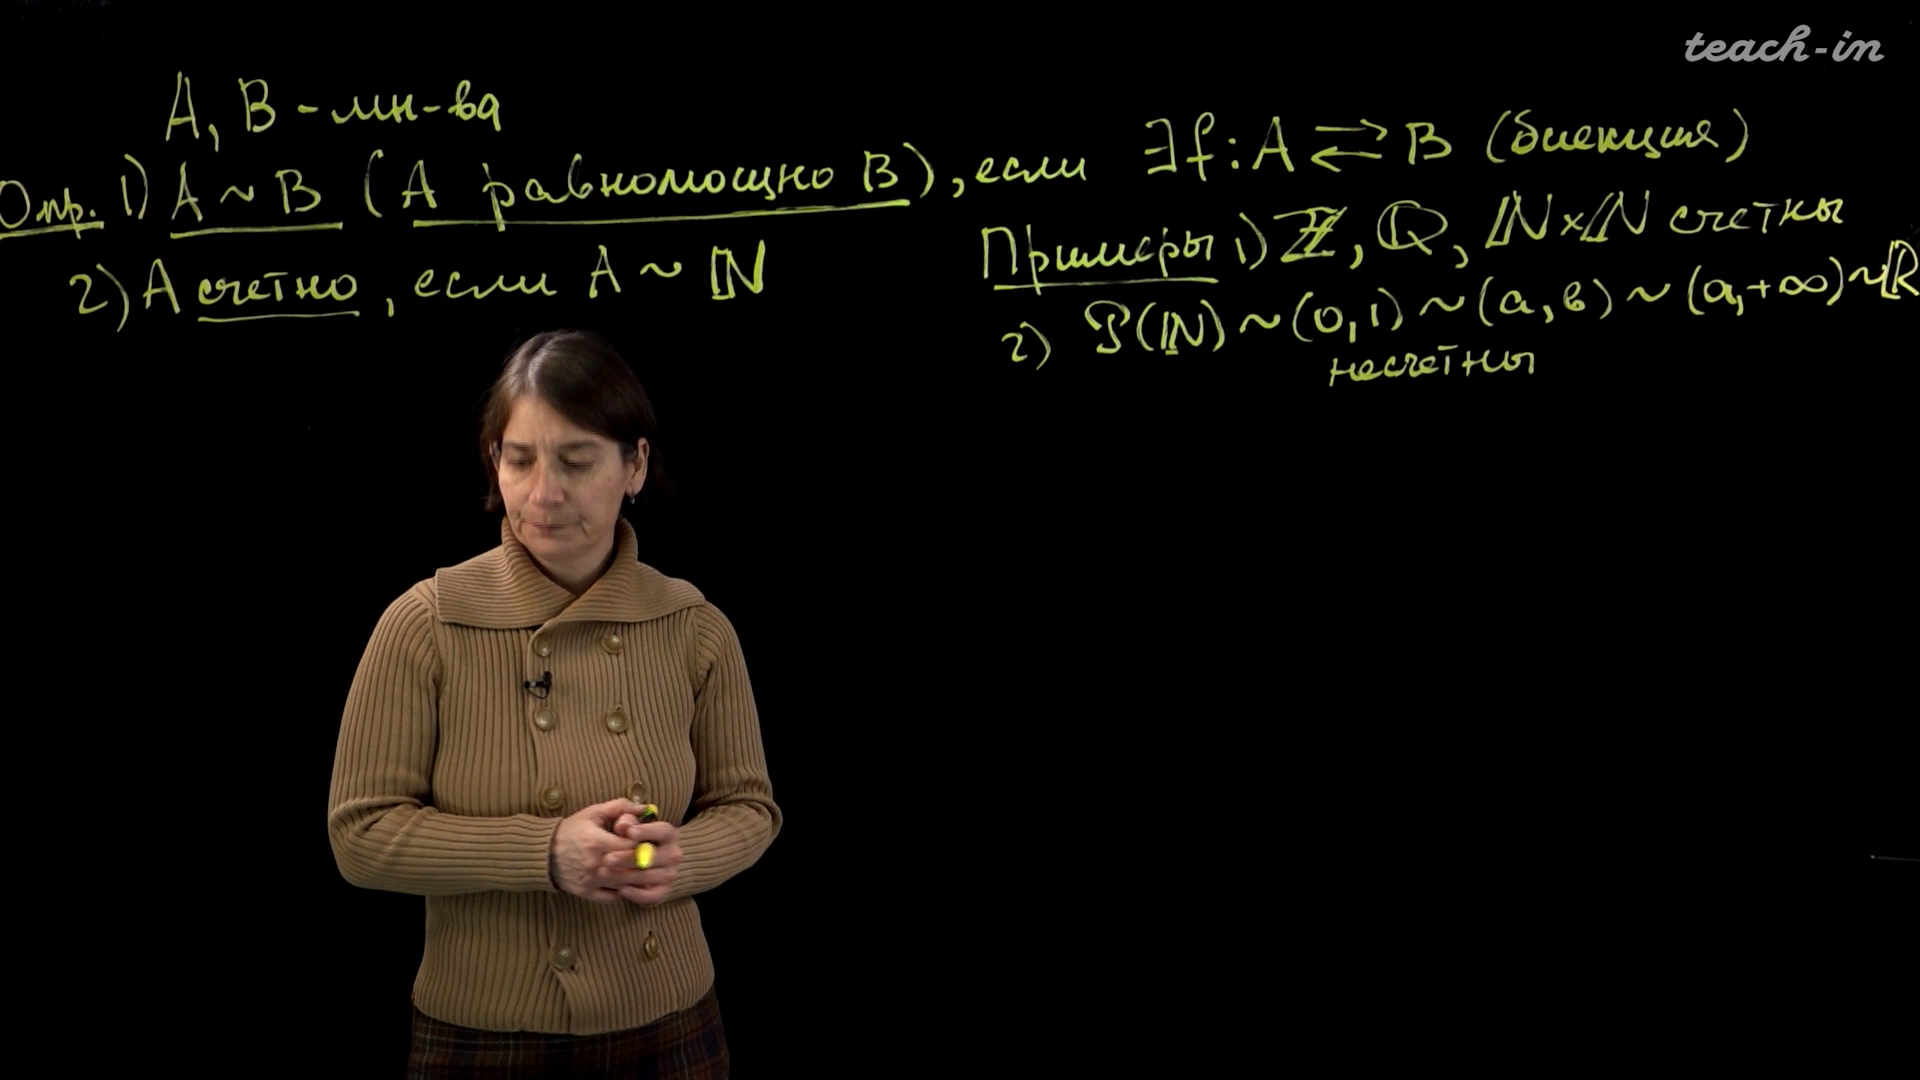 teach-in
A, B - мн-ва
Опр. 1) A ~ B (A равномощно B), если ∃ f : A ⇄ B (биекция)
2) A счетно, если A ~ ℕ
Примеры 1) ℤ, ℚ, ℕ×ℕ счетны
2) P(ℕ) ~ (0,1) ~ (a, b) ~ (a, +∞) ~ ℝ
несчетны